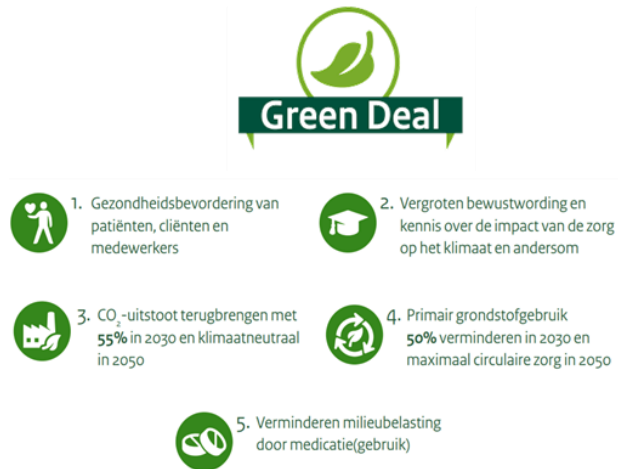 Green Deal
1. Gezondheidsbevordering van
patiënten, cliënten en
medewerkers
2. Vergroten bewustwording en
kennis over de impact van de zorg
op het klimaat en andersom
3. CO₂-uitstoot terugbrengen met
55% in 2030 en klimaatneutraal
in 2050
4. Primair grondstofgebruik
50% verminderen in 2030 en
maximaal circulaire zorg in 2050
5. Verminderen milieubelasting
door medicatie(gebruik)